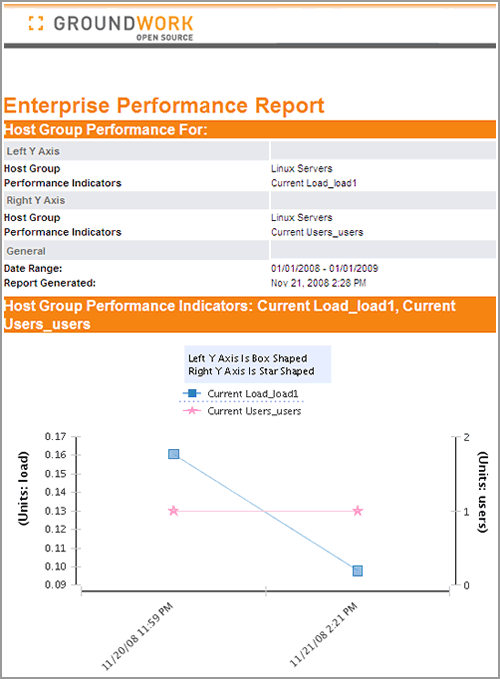 GROUNDWORK
OPEN SOURCE
Enterprise Performance Report
Host Group Performance For:
Left Y Axis
Host Group Linux Servers
Performance Indicators Current Load_load1
Right Y Axis
Host Group Linux Servers
Performance Indicators Current Users_users
General
Date Range: 01/01/2008 - 01/01/2009
Report Generated: Nov 21, 2008 2:28 PM
Host Group Performance Indicators: Current Load_load1, Current
Users_users
Left Y Axis Is Box Shaped
Right Y Axis Is Star Shaped
Current Load_load1
Current Users_users
(Units: load)
0.17
0.16
0.15
0.14
0.13
0.12
0.11
0.10
0.09
2
1
0
(Units: users)
11/20/08 11:59 PM
11/21/08 2:21 PM